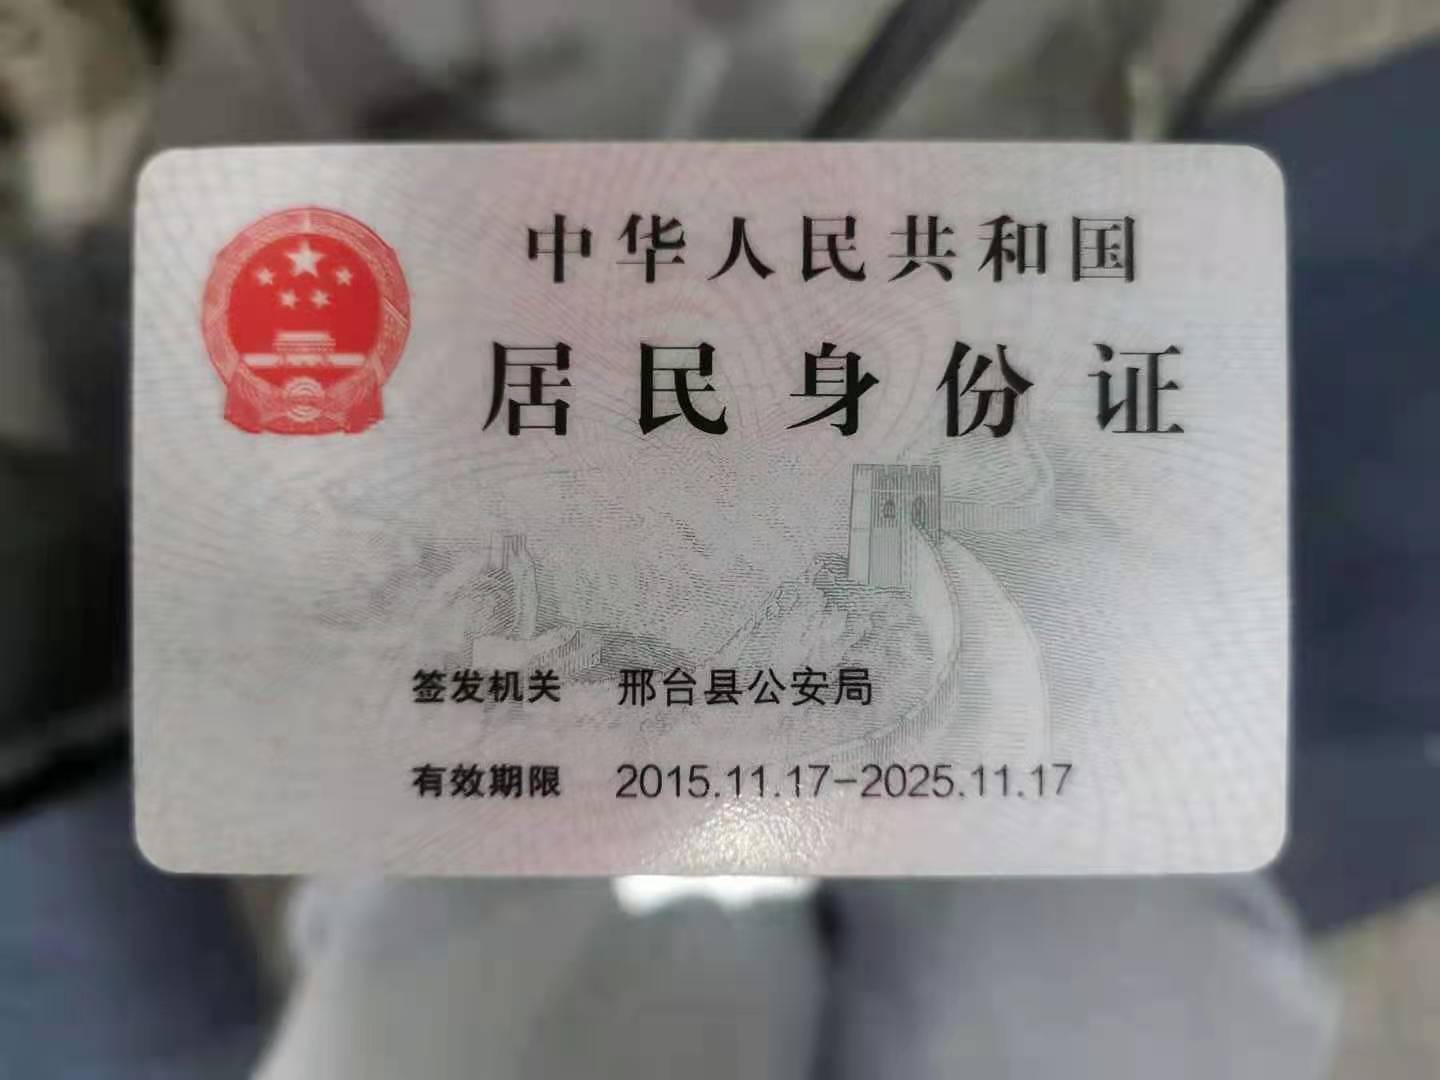 中华人民共和国
居民身份证
签发机关 邢台县公安局
有效期限 2015.11.17-2025.11.17